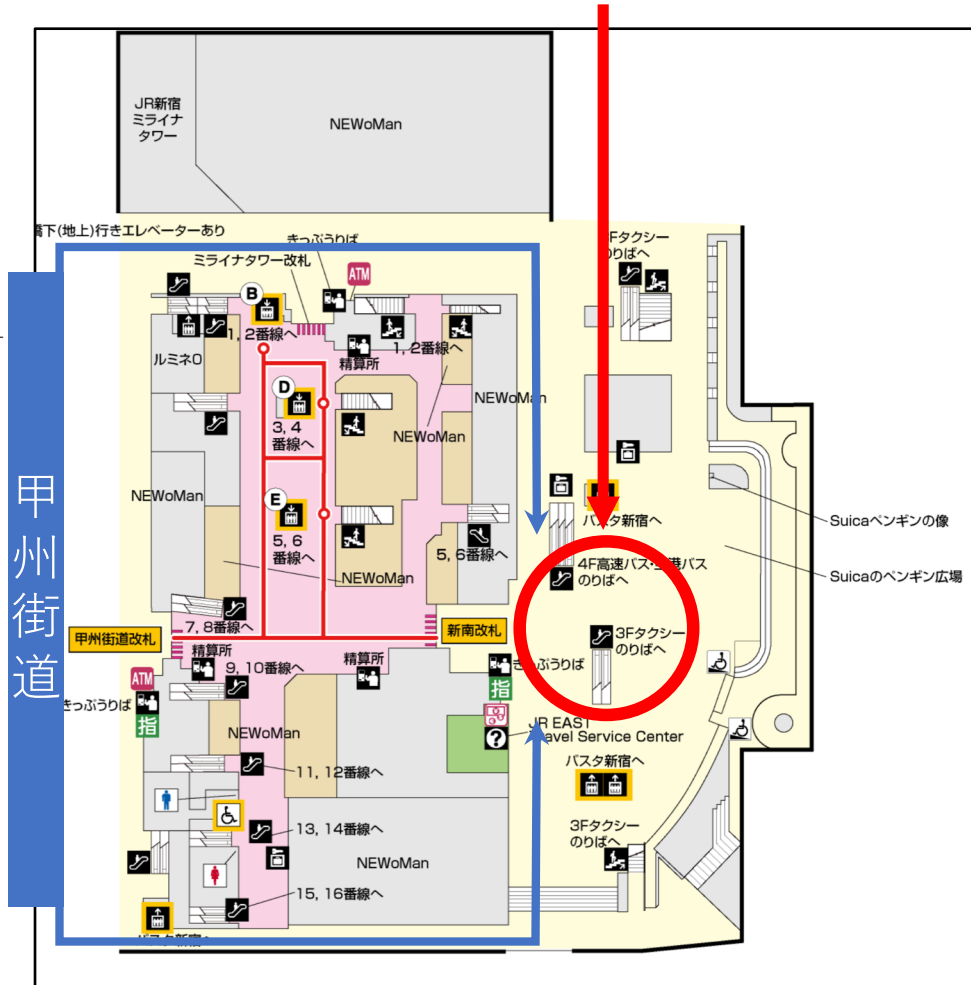 JR新宿
ミライナ
タワー
NEWoMan
橋下(地上)行きエレベーターあり
きっぷうりば
ミライナタワー改札
ATM
Fタクシー
のりばへ
B
1, 2番線へ
精算所
1, 2番線へ
ルミネ0
D
3, 4
番線へ
NEWoMan
NEWoMan
NEWoMan
E
5, 6
番線へ
5, 6番線へ
バスタ新宿へ
Suicaペンギンの像
4F高速バス・空港バス
のりばへ
Suicaのペンギン広場
NEWoMan
7, 8番線へ
甲州街道
甲州街道改札
新南改札
3Fタクシー
のりばへ
精算所
9, 10番線へ
精算所
きっぷうりば
ATM
きっぷうりば
指
指
NEWoMan
JR EAST
Travel Service Center
?
11, 12番線へ
バスタ新宿へ
13, 14番線へ
3Fタクシー
のりばへ
NEWoMan
15, 16番線へ
バスタ新宿へ